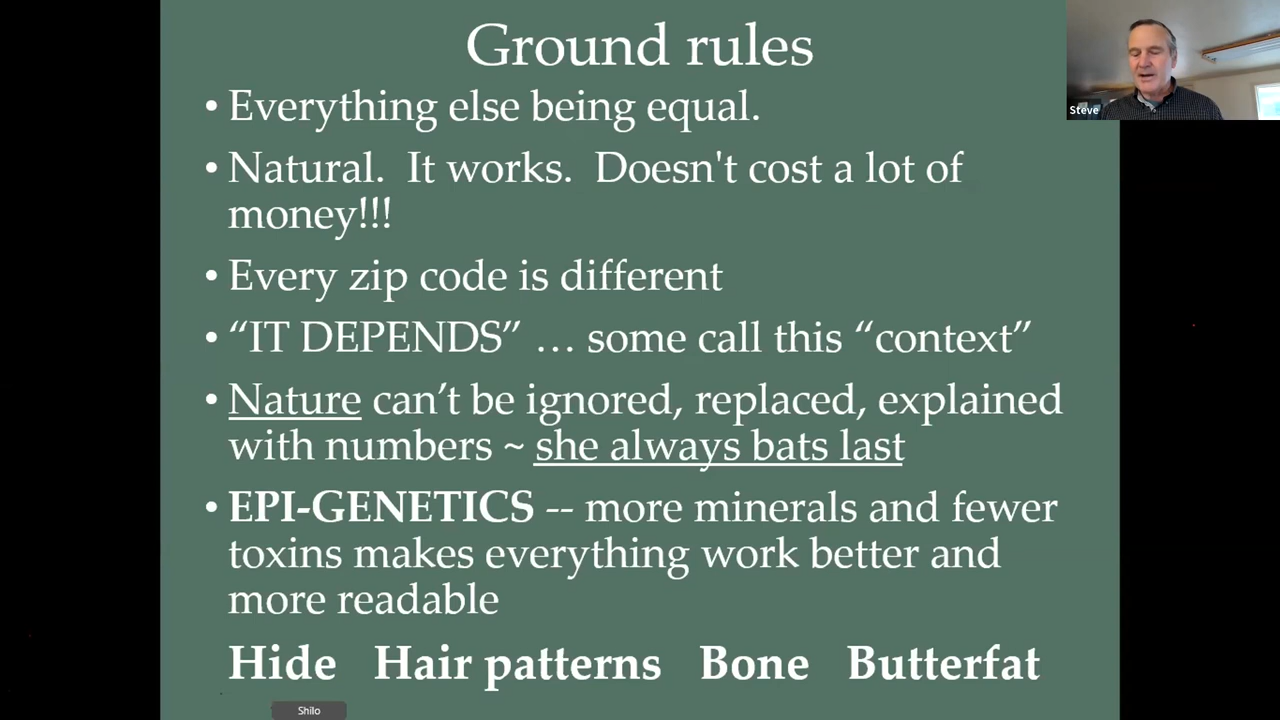 Ground rules
• Everything else being equal.
• Natural.  It works.  Doesn't cost a lot of
money!!!
• Every zip code is different
• “IT DEPENDS” … some call this “context”
• Nature can’t be ignored, replaced, explained
with numbers ~ she always bats last
• EPI-GENETICS -- more minerals and fewer
toxins makes everything work better and
more readable
Hide   Hair patterns   Bone   Butterfat
Steve
Shilo